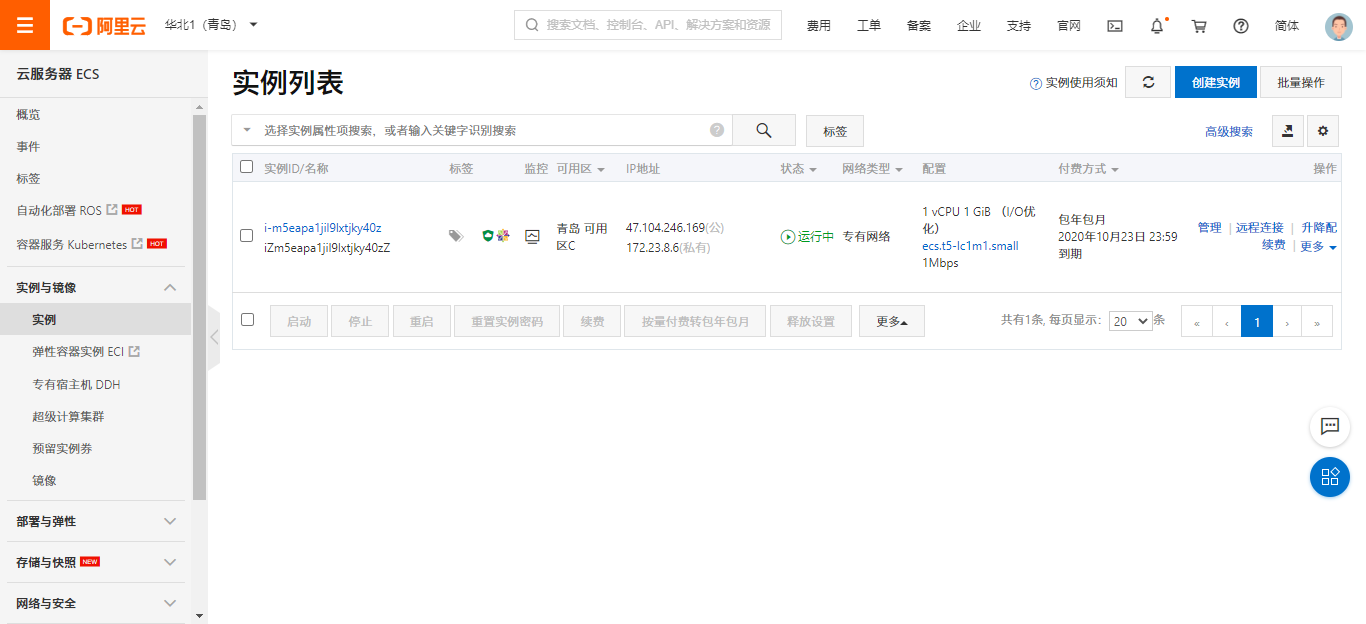 阿里云 华北1（青岛） 搜索文档、控制台、API、解决方案和资源 费用 工单 备案 企业 支持 官网 简体
云服务器 ECS
概览
事件
标签
自动化部署 ROS HOT
容器服务 Kubernetes HOT
实例与镜像
实例
弹性容器实例 ECI
专有宿主机 DDH
超级计算集群
预留实例券
镜像
部署与弹性
存储与快照 NEW
网络与安全
实例列表
实例使用须知 创建实例 批量操作
选择实例属性项搜索，或者输入关键字识别搜索 标签 高级搜索
实例ID/名称 标签 监控 可用区 IP地址 状态 网络类型 配置 付费方式 操作
i-m5eapa1jil9lxtjky40z
iZm5eapa1jil9lxtjky40zZ
青岛 可用
区C
47.104.246.169(公)
172.23.8.6(私有)
运行中
专有网络
1 vCPU 1 GiB （I/O优
化）
ecs.t5-lc1m1.small
1Mbps
包年包月
2020年10月23日 23:59
到期
管理 | 远程连接 | 升降配
续费 | 更多
启动 停止 重启 重置实例密码 续费 按量付费转包年包月 释放设置 更多 共有1条, 每页显示: 20 条 « ‹ 1 › »